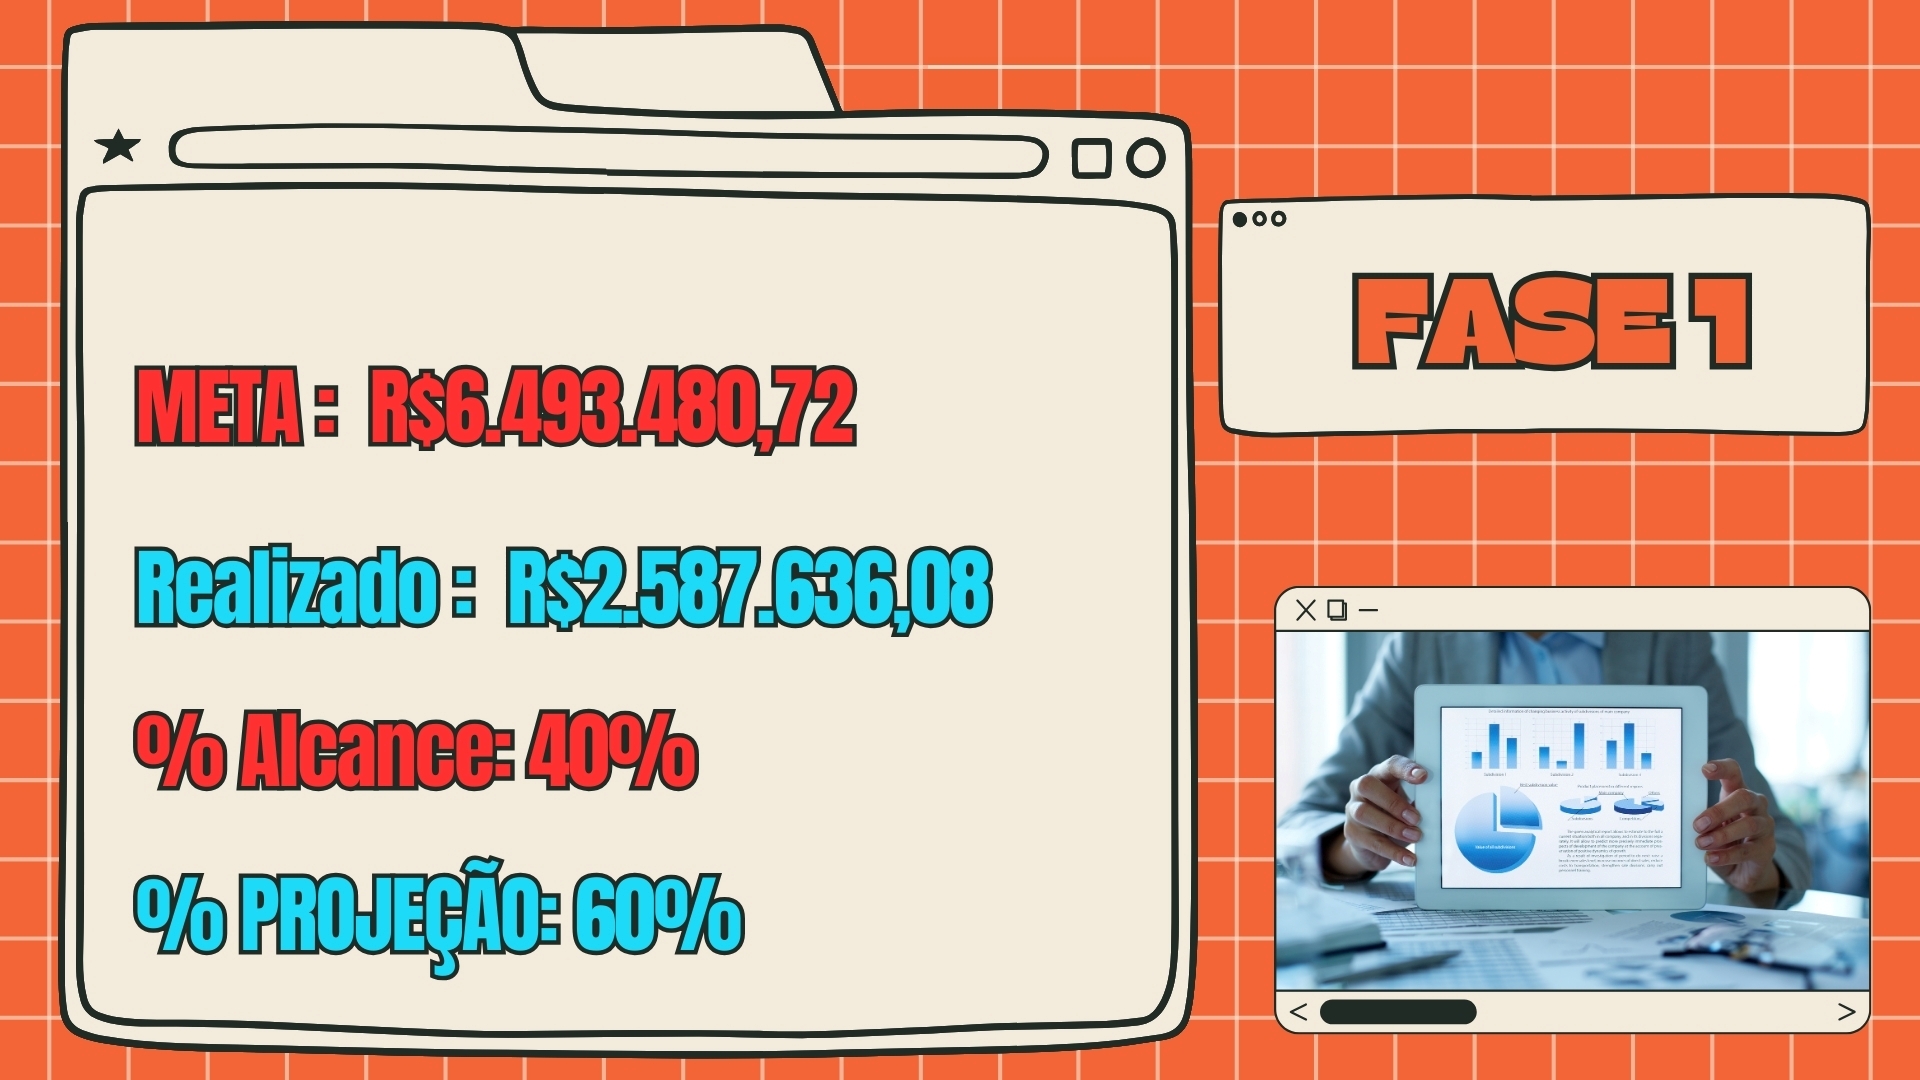 META : R$6.493.480,72
Realizado : R$2.587.636,08
% Alcance: 40%
% PROJEÇÃO: 60%
FASE 1